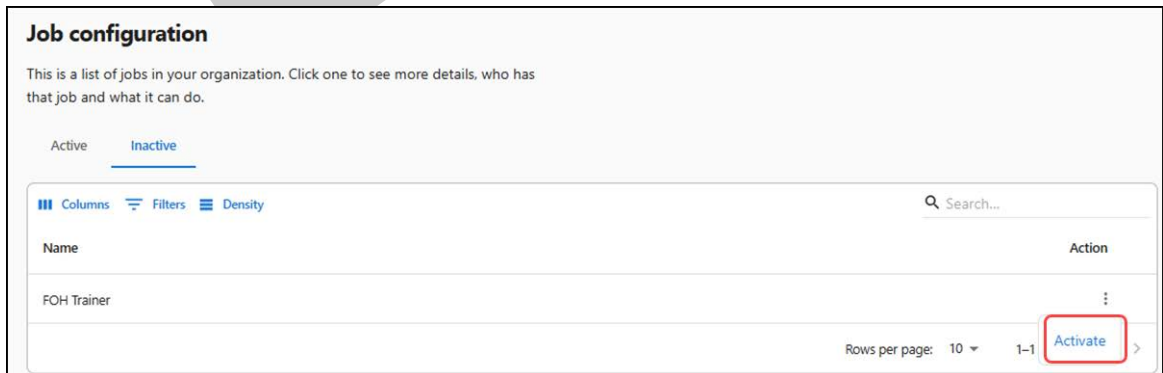 Job configuration
This is a list of jobs in your organization. Click one to see more details, who has
that job and what it can do.
Active Inactive
Columns Filters Density Search...
Name Action
FOH Trainer
Rows per page: 10 1–1 Activate